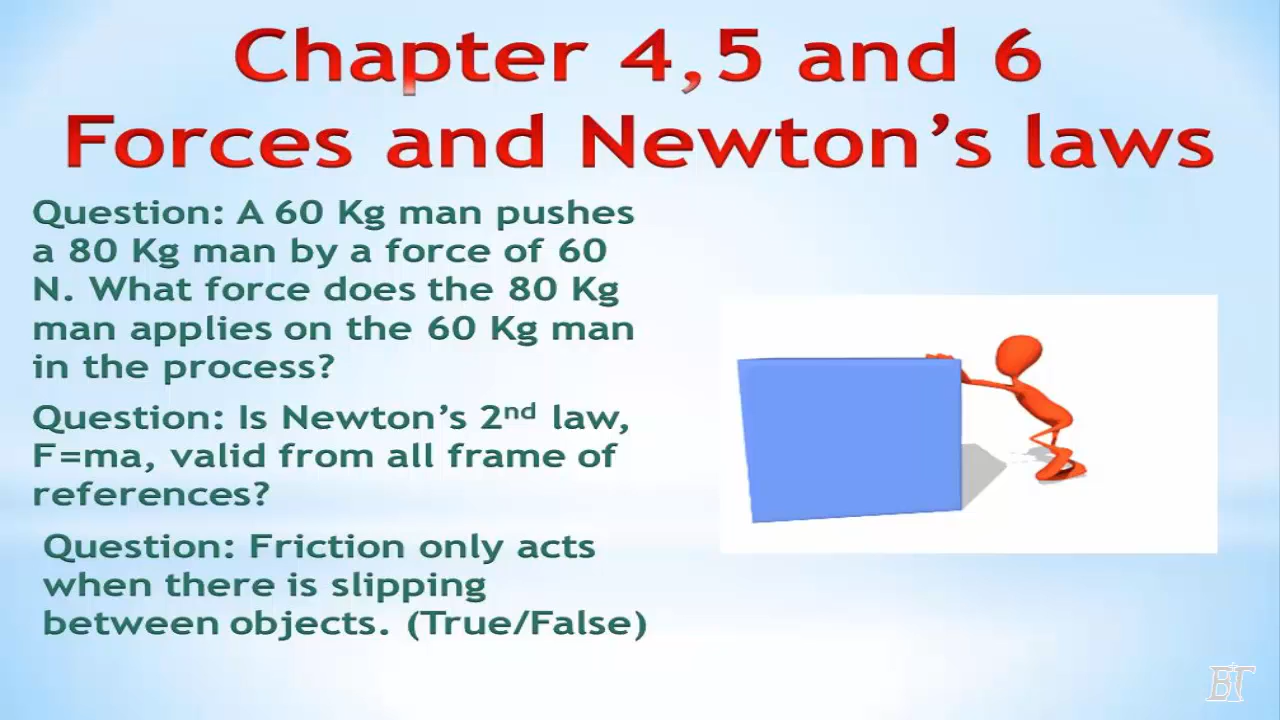 Chapter 4,5 and 6
Forces and Newton's laws
Question: A 60 Kg man pushes
a 80 Kg man by a force of 60
N. What force does the 80 Kg
man applies on the 60 Kg man
in the process?
Question: Is Newton's 2nd law,
F=ma, valid from all frame of
references?
Question: Friction only acts
when there is slipping
between objects. (True/False)
BT